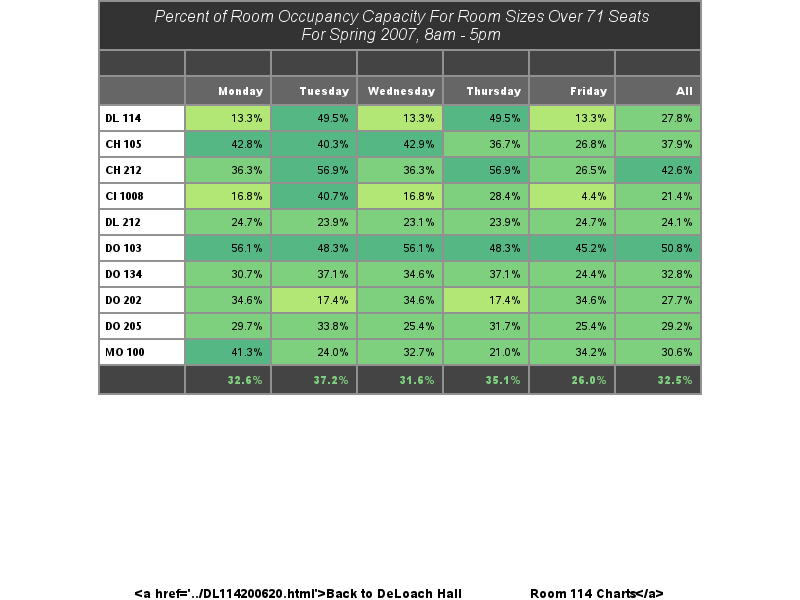 Percent of Room Occupancy Capacity For Room Sizes Over 71 Seats
For Spring 2007, 8am - 5pm
Monday Tuesday Wednesday Thursday Friday All
DL 114 13.3% 49.5% 13.3% 49.5% 13.3% 27.8%
CH 105 42.8% 40.3% 42.9% 36.7% 26.8% 37.9%
CH 212 36.3% 56.9% 36.3% 56.9% 26.5% 42.6%
CI 1008 16.8% 40.7% 16.8% 28.4% 4.4% 21.4%
DL 212 24.7% 23.9% 23.1% 23.9% 24.7% 24.1%
DO 103 56.1% 48.3% 56.1% 48.3% 45.2% 50.8%
DO 134 30.7% 37.1% 34.6% 37.1% 24.4% 32.8%
DO 202 34.6% 17.4% 34.6% 17.4% 34.6% 27.7%
DO 205 29.7% 33.8% 25.4% 31.7% 25.4% 29.2%
MO 100 41.3% 24.0% 32.7% 21.0% 34.2% 30.6%
32.6% 37.2% 31.6% 35.1% 26.0% 32.5%
<a href='../DL114200620.html'>Back to DeLoach Hall Room 114 Charts</a>